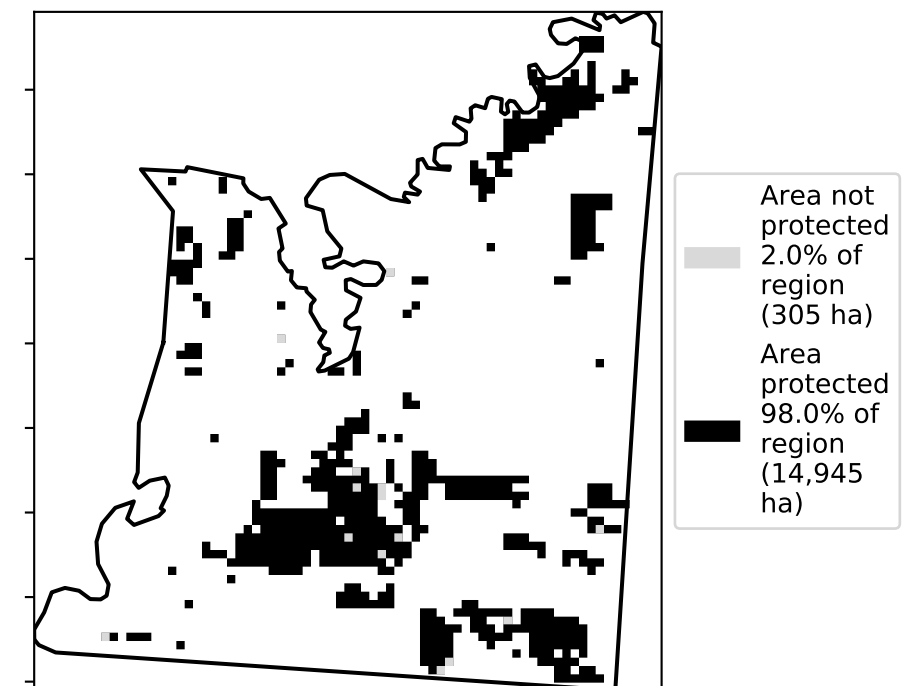 Area not
protected
2.0% of
region
(305 ha)
Area
protected
98.0% of
region
(14,945
ha)